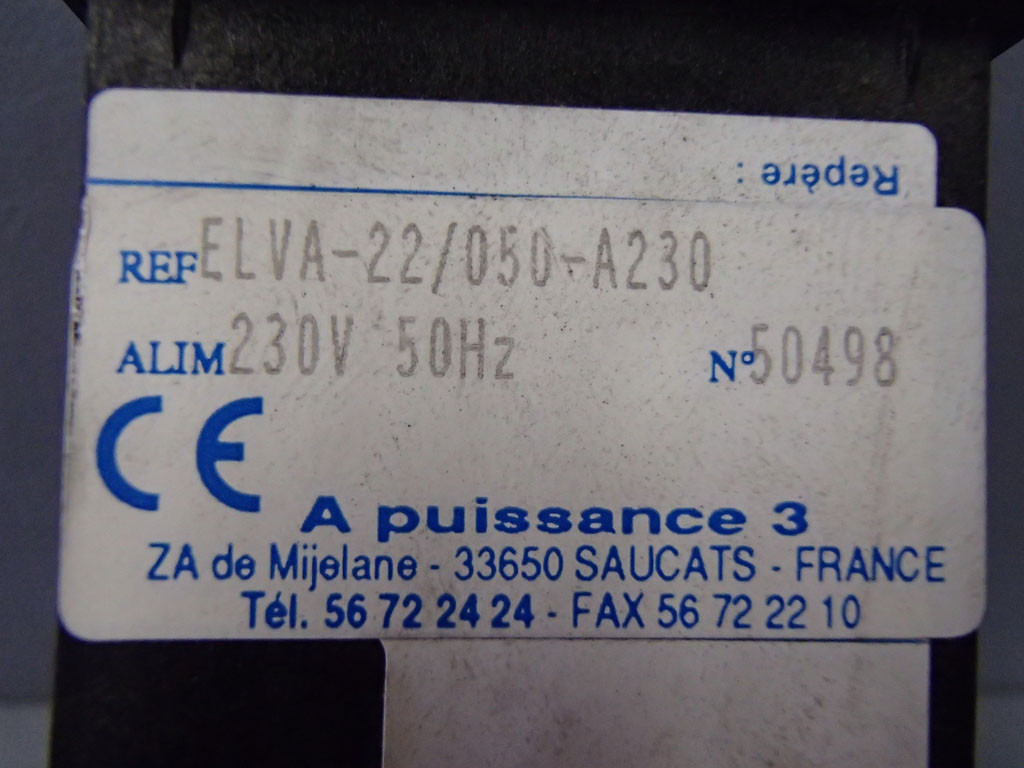 Repère :
REF ELVA-22/050-A230
ALIM 230V 50Hz N° 50498
CE
A puissance 3
ZA de Mijelane - 33650 SAUCATS - FRANCE
Tél. 56 72 24 24 - FAX 56 72 22 10